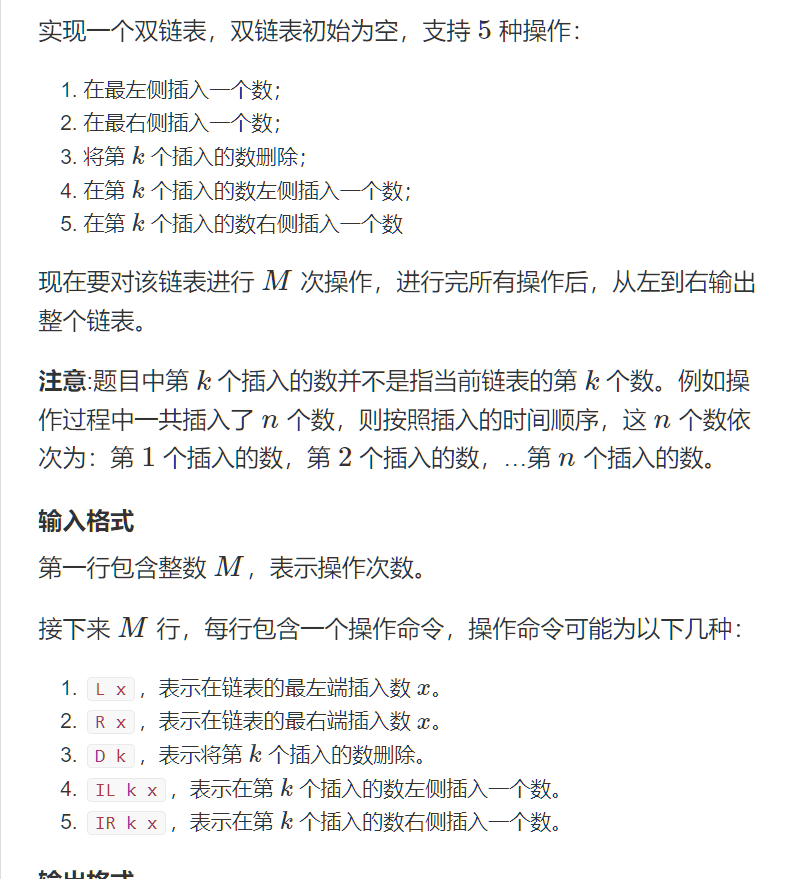 实现一个双链表，双链表初始为空，支持 5 种操作：
1. 在最左侧插入一个数；
2. 在最右侧插入一个数；
3. 将第 k 个插入的数删除；
4. 在第 k 个插入的数左侧插入一个数；
5. 在第 k 个插入的数右侧插入一个数
现在要对该链表进行 M 次操作，进行完所有操作后，从左到右输出
整个链表。
注意:题目中第 k 个插入的数并不是指当前链表的第 k 个数。例如操
作过程中一共插入了 n 个数，则按照插入的时间顺序，这 n 个数依
次为：第 1 个插入的数，第 2 个插入的数，…第 n 个插入的数。
输入格式
第一行包含整数 M，表示操作次数。
接下来 M 行，每行包含一个操作命令，操作命令可能为以下几种：
1. L x，表示在链表的最左端插入数 x。
2. R x，表示在链表的最右端插入数 x。
3. D k，表示将第 k 个插入的数删除。
4. IL k x，表示在第 k 个插入的数左侧插入一个数。
5. IR k x，表示在第 k 个插入的数右侧插入一个数。
输出格式